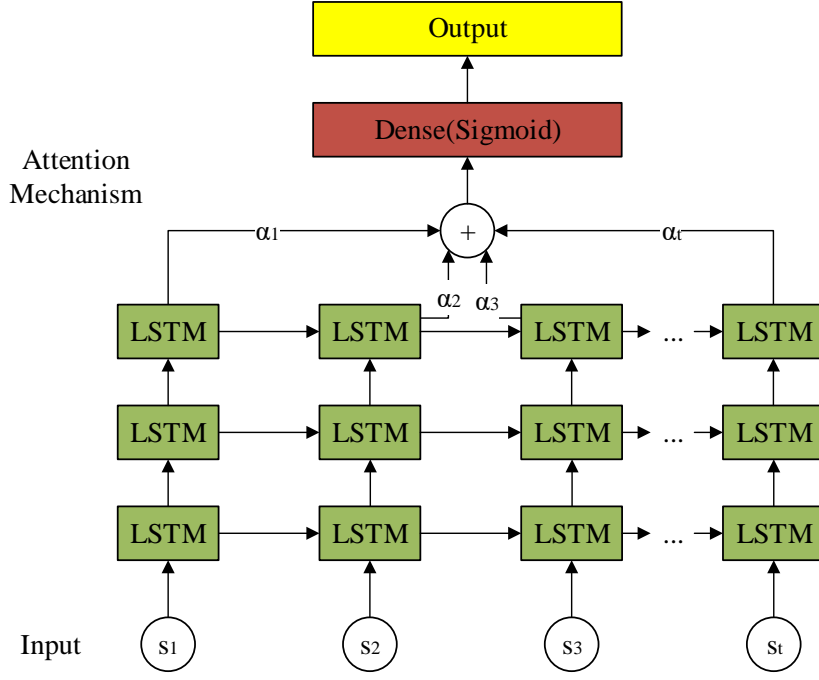 Output
Dense(Sigmoid)
Attention
Mechanism
+
α1
αt
α2
α3
LSTM
LSTM
LSTM
...
LSTM
LSTM
LSTM
LSTM
...
LSTM
LSTM
LSTM
LSTM
...
LSTM
Input
s1
s2
s3
st